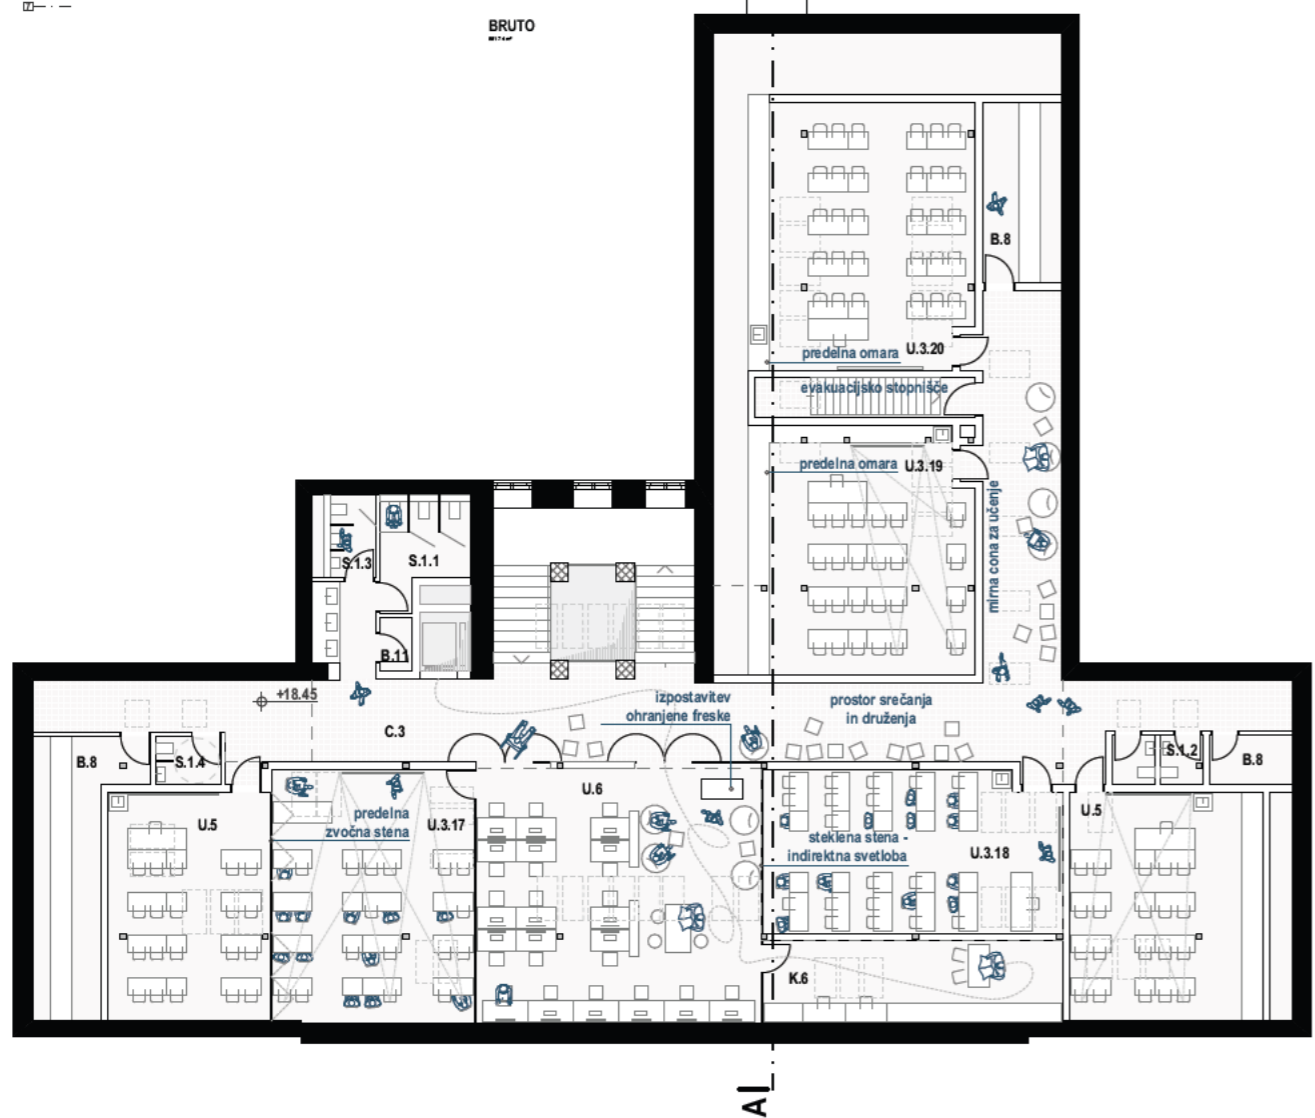 BRUTO
B.8
U.3.20
predelna omara
evakuacijsko stopnišče
predelna omara
U.3.19
mirna cona za učenje
S.1.3
S.1.1
B.11
+18.45
izpostavitev
ohranjene freske
prostor srečanja
in druženja
C.3
B.8
S.1.4
U.6
S.1.2
B.8
U.5
predelna
zvočna stena
U.3.17
steklena stena -
indirektna svetloba
U.3.18
U.5
K.6
A